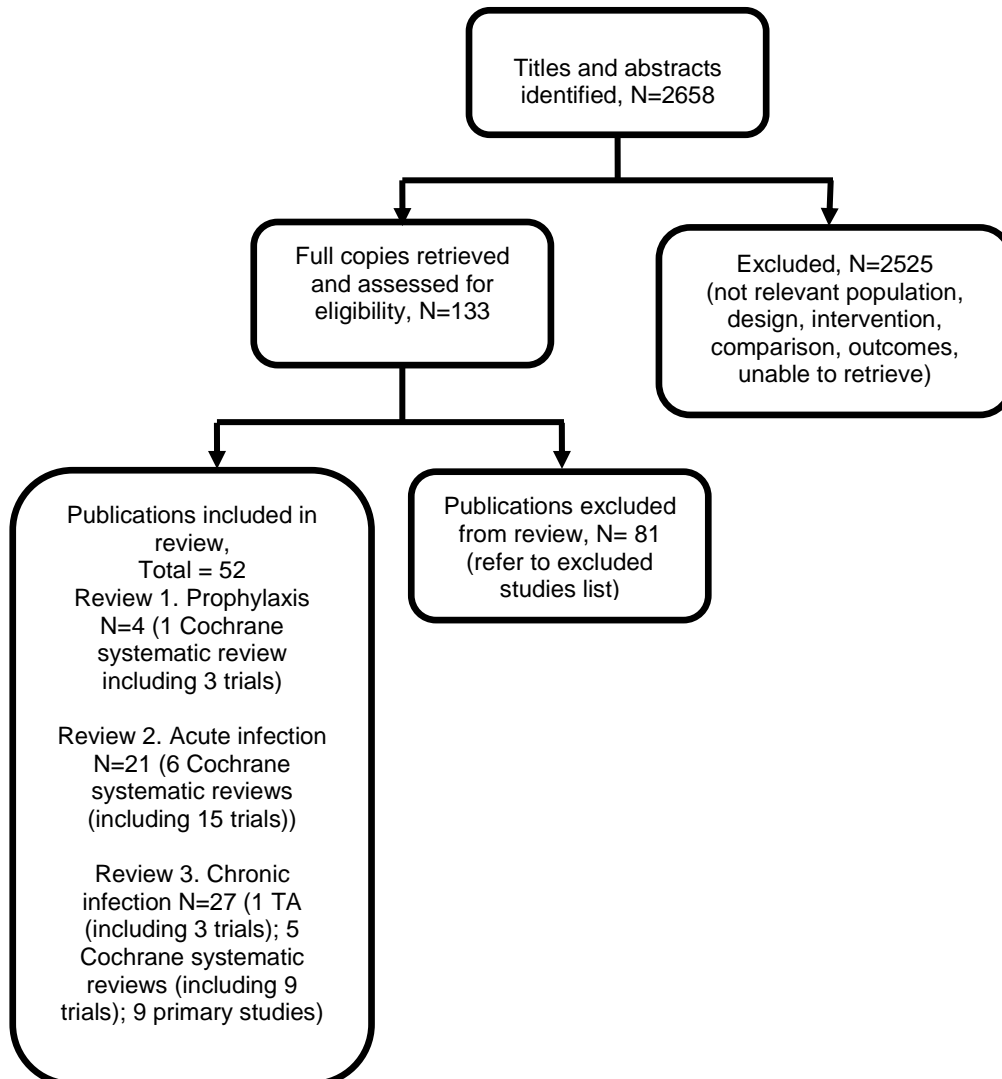 Titles and abstracts
identified, N=2658
Full copies retrieved
and assessed for
eligibility, N=133
Excluded, N=2525
(not relevant population,
design, intervention,
comparison, outcomes,
unable to retrieve)
Publications included in
review,
Total = 52
Review 1. Prophylaxis
N=4 (1 Cochrane
systematic review
including 3 trials)
Review 2. Acute infection
N=21 (6 Cochrane
systematic reviews
(including 15 trials))
Review 3. Chronic
infection N=27 (1 TA
(including 3 trials); 5
Cochrane systematic
reviews (including 9
trials); 9 primary studies)
Publications excluded
from review, N= 81
(refer to excluded
studies list)